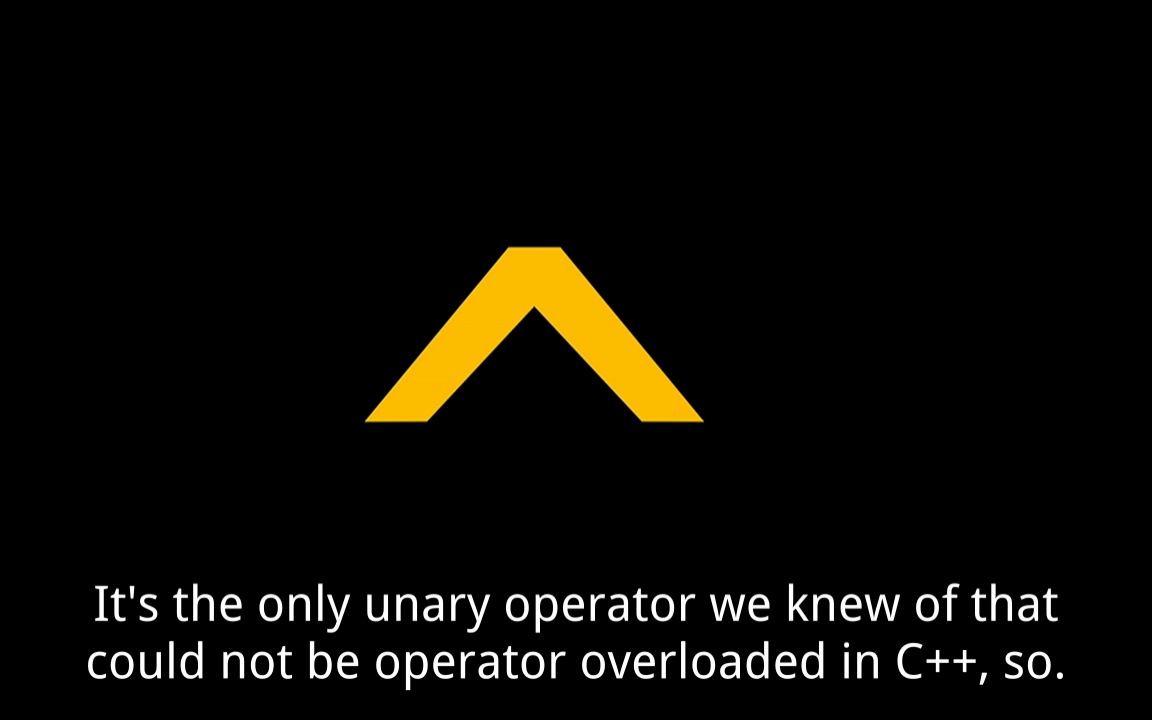 ^
It's the only unary operator we knew of that
could not be operator overloaded in C++, so.